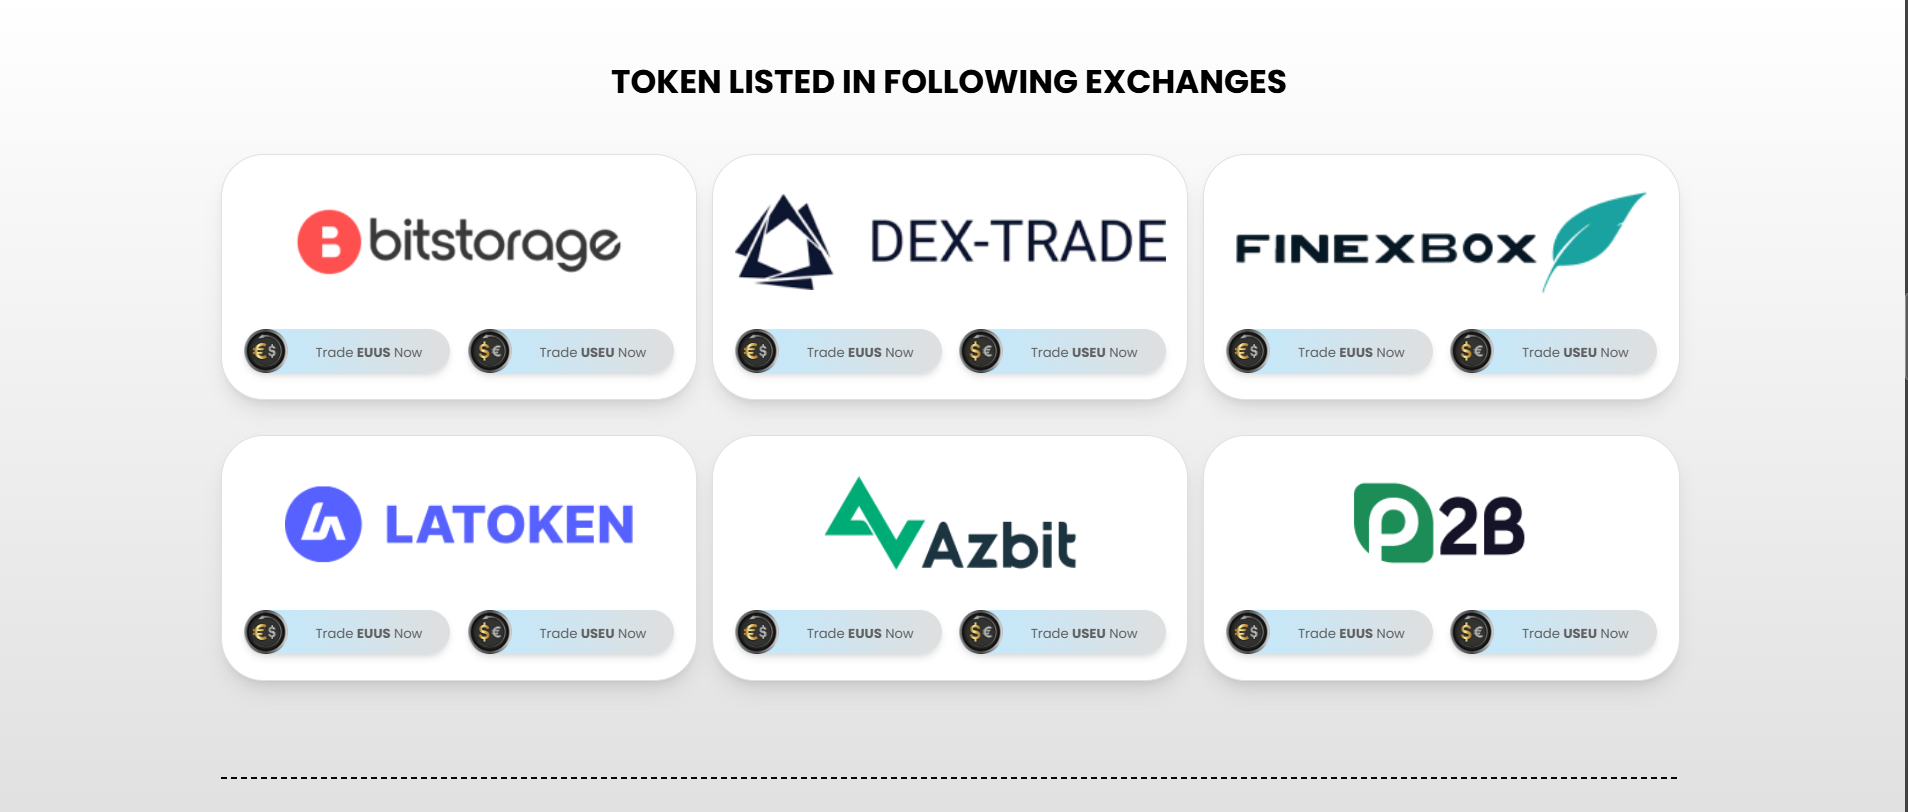 TOKEN LISTED IN FOLLOWING EXCHANGES
bitstorage
DEX-TRADE
FINEXBOX
Trade EUUS Now
Trade USEU Now
Trade EUUS Now
Trade USEU Now
Trade EUUS Now
Trade USEU Now
LATOKEN
Azbit
P2B
Trade EUUS Now
Trade USEU Now
Trade EUUS Now
Trade USEU Now
Trade EUUS Now
Trade USEU Now